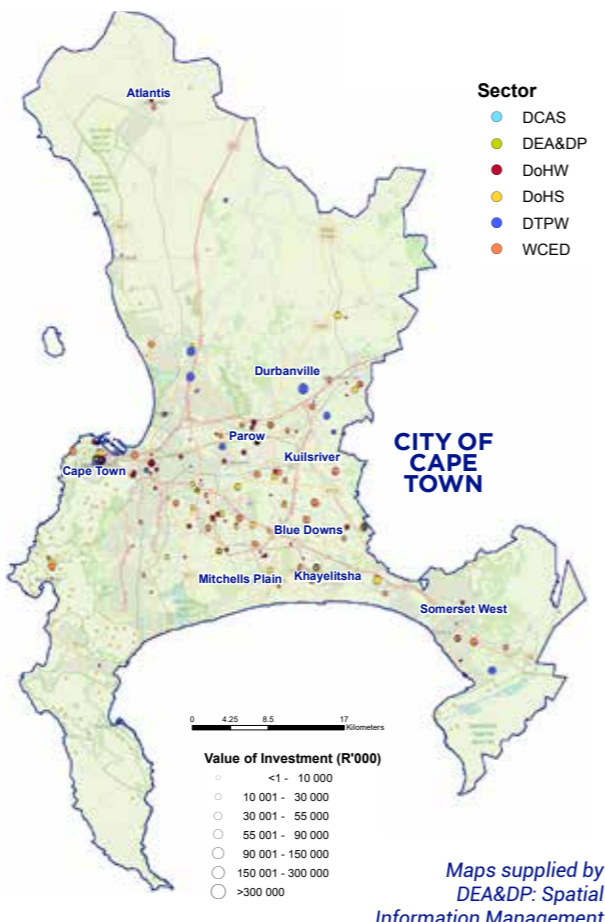 Atlantis
Sector
DCAS
DEA&DP
DoHW
DoHS
DTPW
WCED
Durbanville
Parow
CITY OF
CAPE
TOWN
Kuilsriver
Cape Town
Blue Downs
Mitchells Plain
Khayelitsha
Somerset West
0 4.25 8.5 17
Kilometers
Value of Investment (R'000)
<1 - 10 000
10 001 - 30 000
30 001 - 55 000
55 001 - 90 000
90 001 - 150 000
150 001 - 300 000
>300 000
Maps supplied by
DEA&DP: Spatial
Information Management